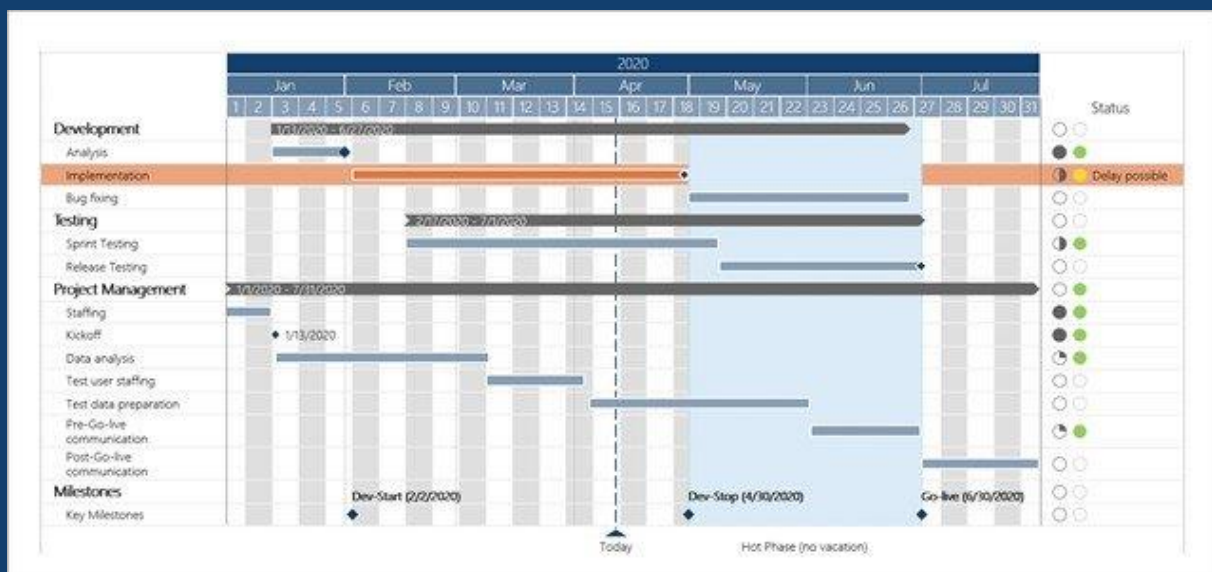 2020
Jan Feb Mar Apr May Jun Jul
1 2 3 4 5 6 7 8 9 10 11 12 13 14 15 16 17 18 19 20 21 22 23 24 25 26 27 28 29 30 31
Status
Development 1/13/2020 - 6/27/2020
Analysis
Implementation Delay possible
Bug fixing
Testing 2/17/2020 - 7/1/2020
Sprint Testing
Release Testing
Project Management 1/1/2020 - 7/31/2020
Staffing
Kickoff 1/13/2020
Data analysis
Test user staffing
Test data preparation
Pre-Go-live
communication
Post-Go-live
communication
Milestones Dev-Start (2/2/2020) Dev-Stop (4/30/2020) Go-live (6/30/2020)
Key Milestones
Today Hot Phase (no vacation)